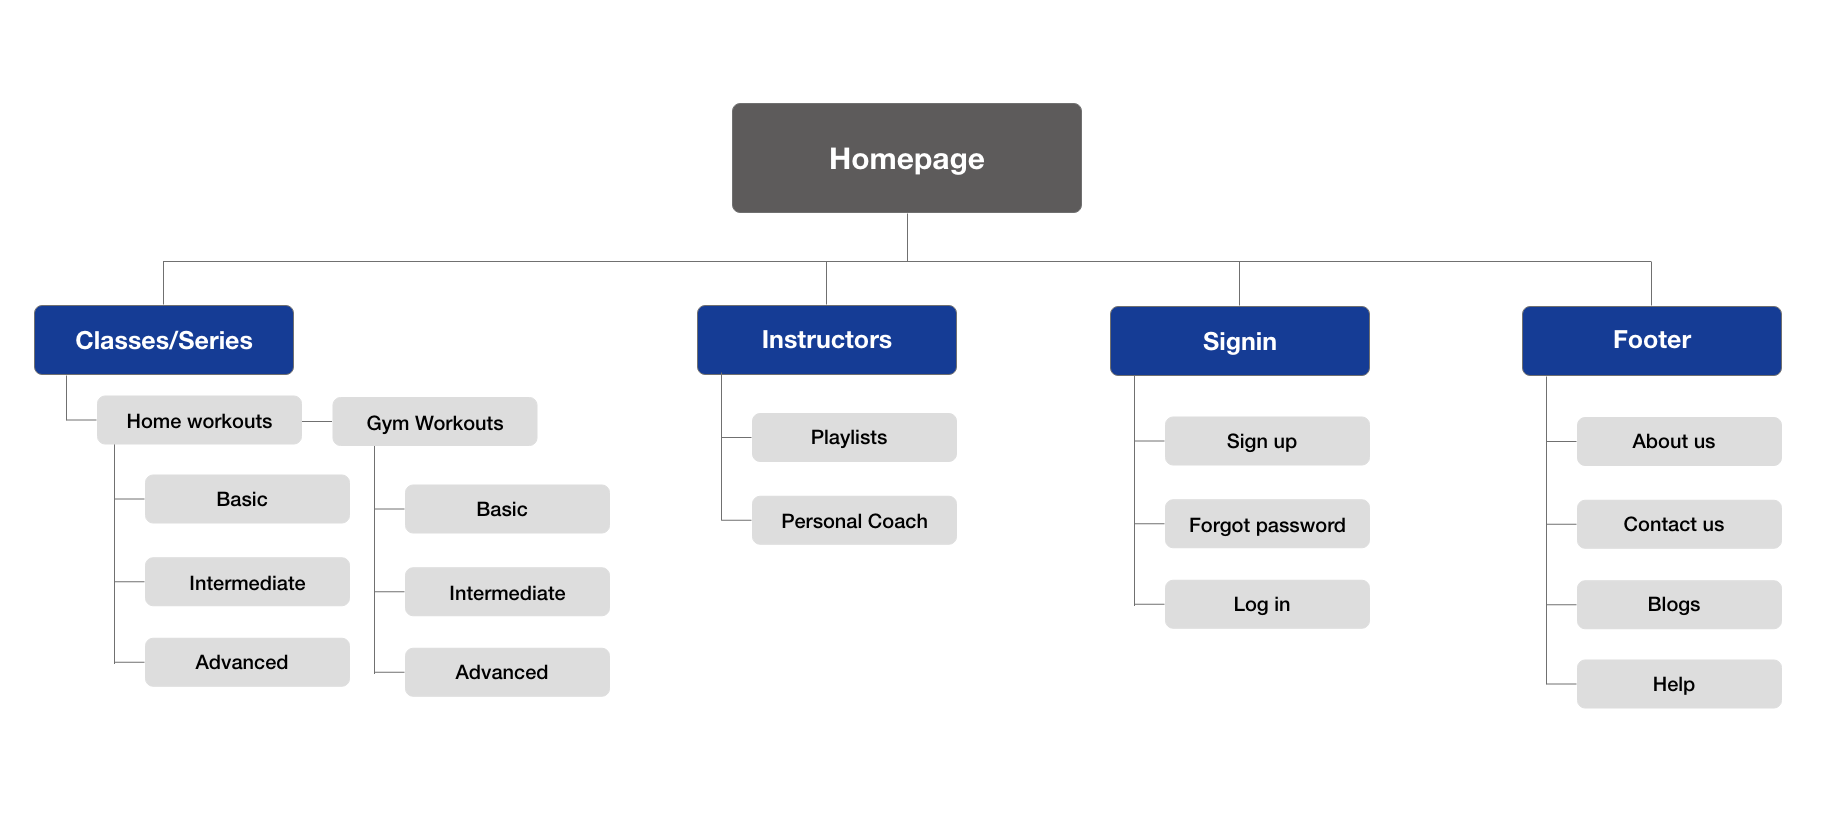 Homepage
Classes/Series
Home workouts
Basic
Intermediate
Advanced
Gym Workouts
Basic
Intermediate
Advanced
Instructors
Playlists
Personal Coach
Signin
Sign up
Forgot password
Log in
Footer
About us
Contact us
Blogs
Help